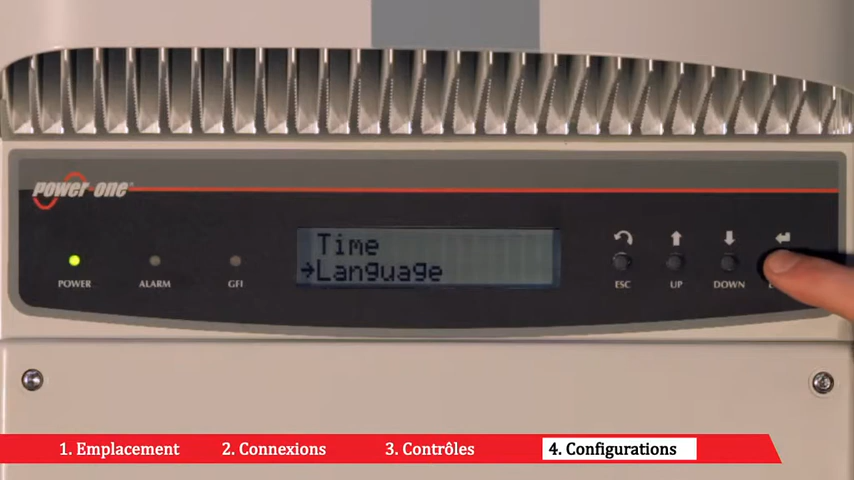 power-one®
Time
→Language
POWER
ALARM
GFI
ESC
UP
DOWN
1. Emplacement
2. Connexions
3. Contrôles
4. Configurations